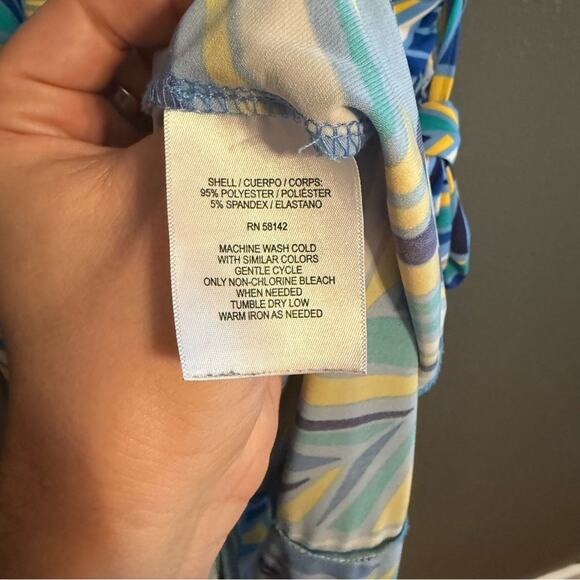 SHELL / CUERPO / CORPS:
95% POLYESTER / POLIÉSTER
5% SPANDEX / ELASTANO
RN 58142
MACHINE WASH COLD
WITH SIMILAR COLORS
GENTLE CYCLE
ONLY NON-CHLORINE BLEACH
WHEN NEEDED
TUMBLE DRY LOW
WARM IRON AS NEEDED